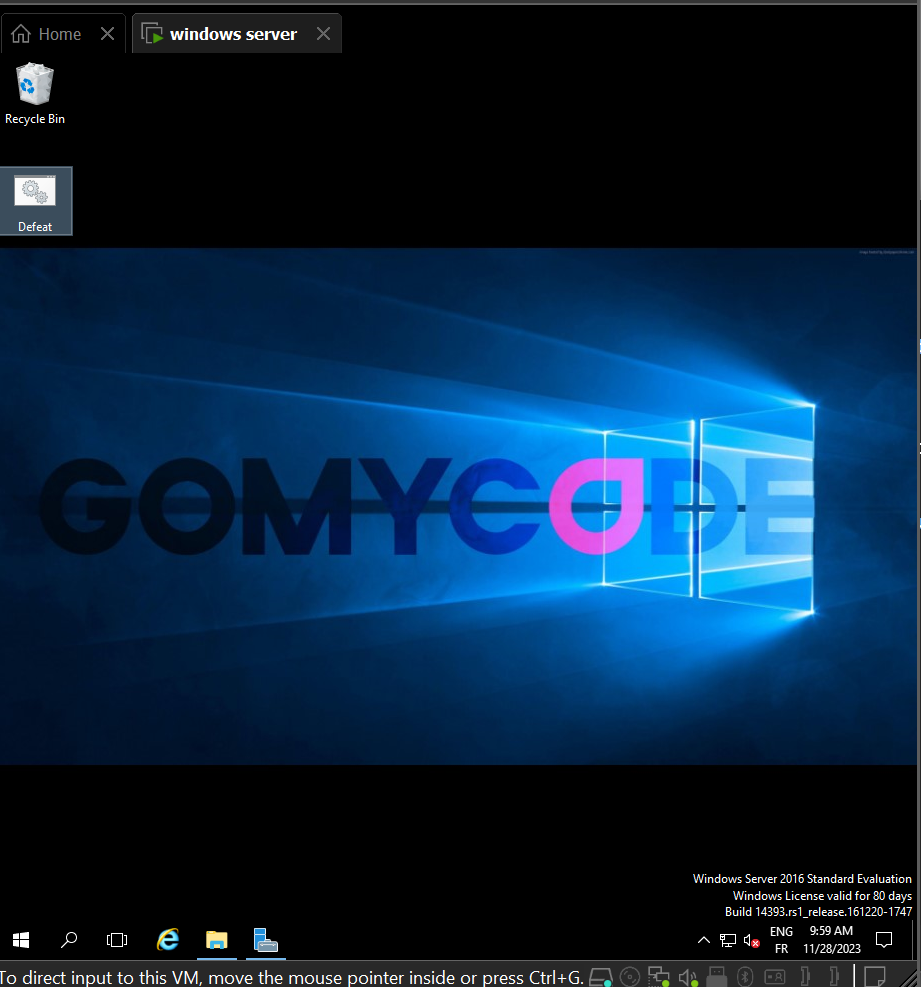 Home
windows server
Recycle Bin
Defeat
GOMYCODE
Windows Server 2016 Standard Evaluation
Windows License valid for 80 days
Build 14393.rs1_release.161220-1747
ENG
9:59 AM
FR
11/28/2023
To direct input to this VM, move the mouse pointer inside or press Ctrl+G.